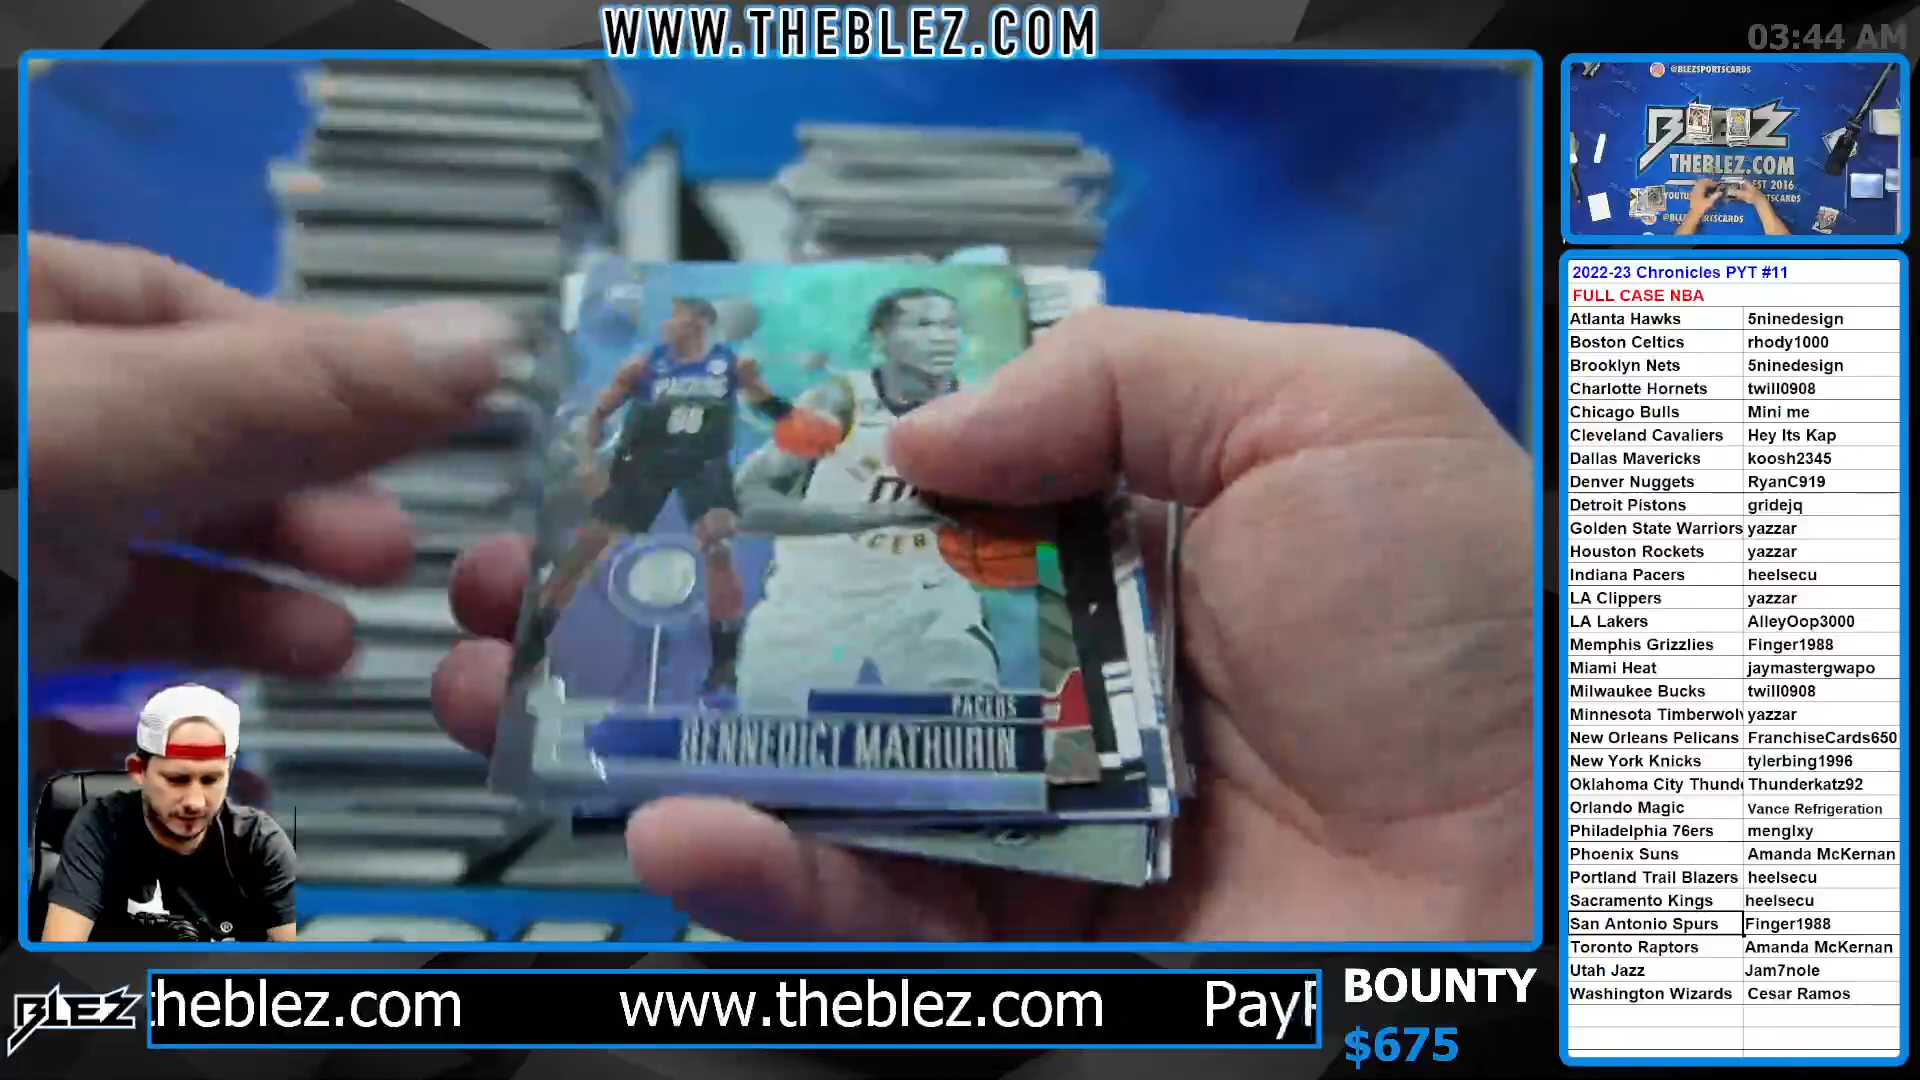 WWW.THEBLEZ.COM
03:44 AM
@BLEZSPORTSCARDS
BLEZ
THEBLEZ.COM
EST 2016
2022-23 Chronicles PYT #11
FULL CASE NBA
Atlanta Hawks 5ninedesign
Boston Celtics rhody1000
Brooklyn Nets 5ninedesign
Charlotte Hornets twill0908
Chicago Bulls Mini me
Cleveland Cavaliers Hey Its Kap
Dallas Mavericks koosh2345
Denver Nuggets RyanC919
Detroit Pistons gridejq
Golden State Warriors yazzar
Houston Rockets yazzar
Indiana Pacers heelsecu
LA Clippers yazzar
LA Lakers AlleyOop3000
Memphis Grizzlies Finger1988
Miami Heat jaymastergwapo
Milwaukee Bucks twill0908
Minnesota Timberwolv yazzar
New Orleans Pelicans FranchiseCards650
New York Knicks tylerbing1996
Oklahoma City Thund Thunderkatz92
Orlando Magic Vance Refrigeration
Philadelphia 76ers menglxy
Phoenix Suns Amanda McKernan
Portland Trail Blazers heelsecu
Sacramento Kings heelsecu
San Antonio Spurs Finger1988
Toronto Raptors Amanda McKernan
Utah Jazz Jam7nole
Washington Wizards Cesar Ramos
PACERS
PACERS
BENNEDICT MATHURIN
BLEZ
theblez.com www.theblez.com Pay
BOUNTY
$675